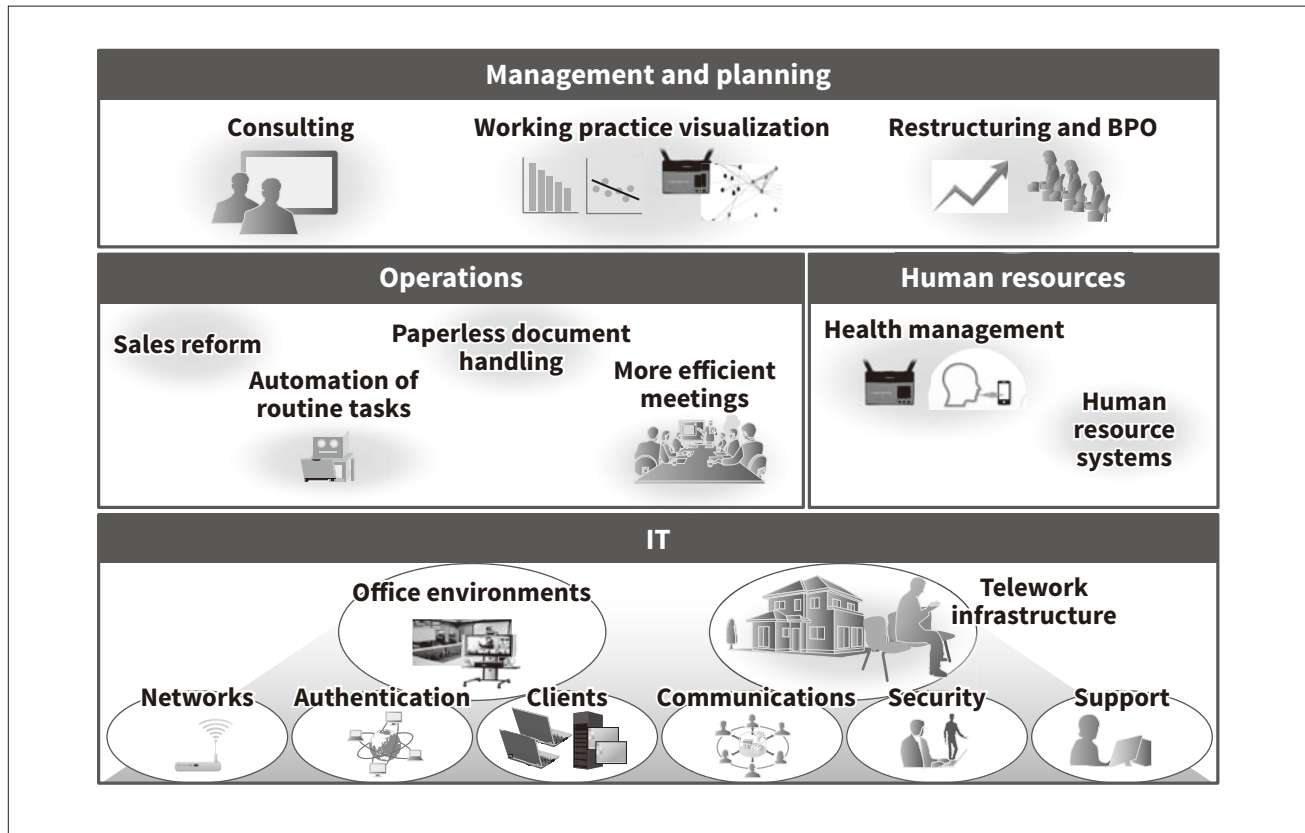 Management and planning
Consulting
Working practice visualization
Restructuring and BPO
Operations
Sales reform
Automation of
routine tasks
Paperless document
handling
More efficient
meetings
Human resources
Health management
Human
resource
systems
IT
Office environments
Telework
infrastructure
Networks
Authentication
Clients
Communications
Security
Support